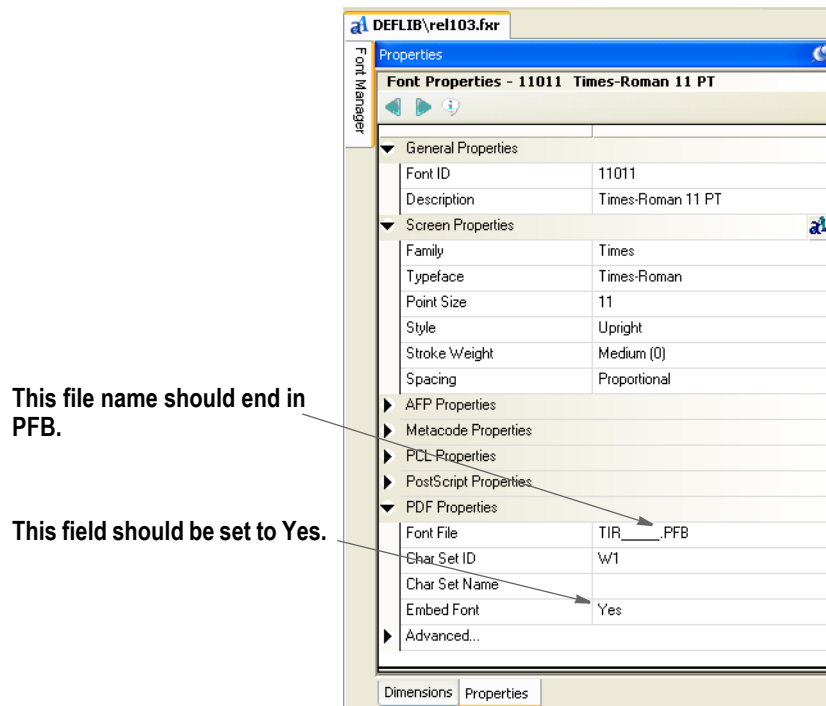 DEFLIB\rel103.fxr
Font Manager
Properties
Font Properties - 11011 Times-Roman 11 PT
General Properties
Font ID 11011
Description Times-Roman 11 PT
Screen Properties
Family Times
Typeface Times-Roman
Point Size 11
Style Upright
Stroke Weight Medium (0)
Spacing Proportional
AFP Properties
Metacode Properties
PCL Properties
PostScript Properties
PDF Properties
Font File TIR_____.PFB
Char Set ID W1
Char Set Name
Embed Font Yes
Advanced...
Dimensions Properties
This file name should end in
PFB.
This field should be set to Yes.